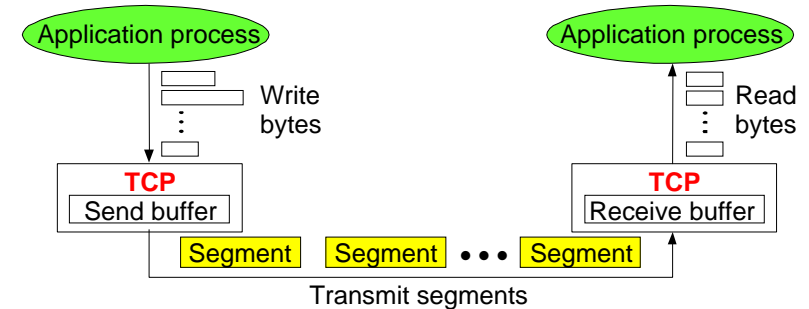 Application process
Application process
Write
bytes
Read
bytes
TCP
Send buffer
TCP
Receive buffer
Segment
Segment
Segment
Transmit segments